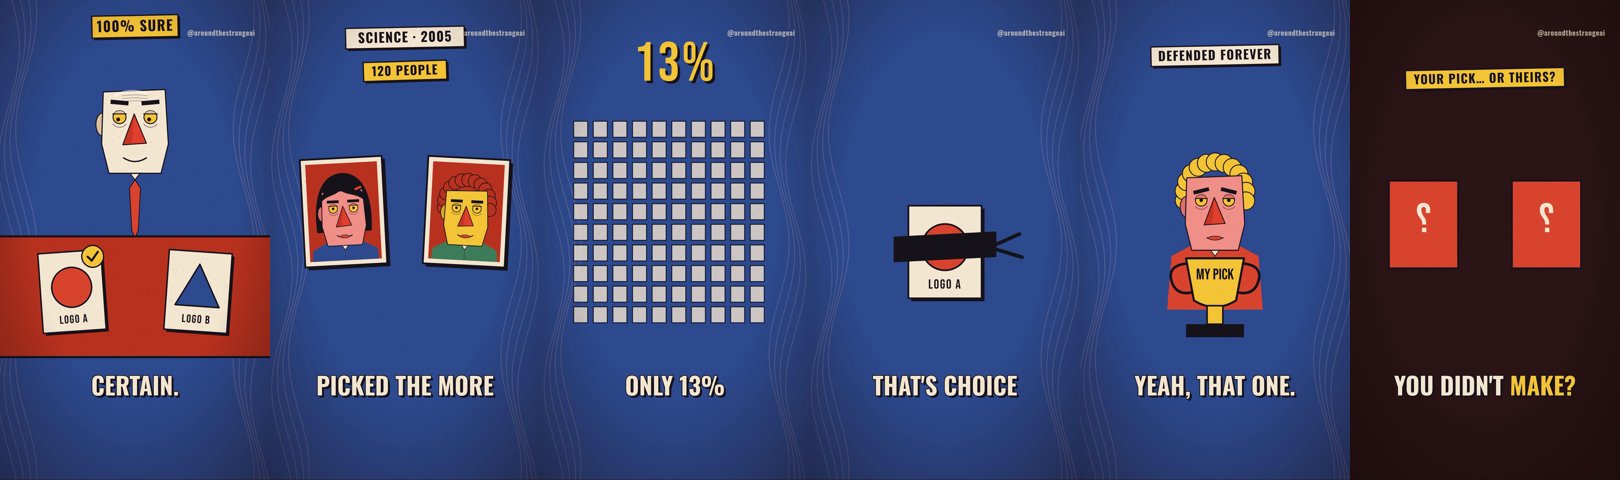 100% SURE
@aroundthestrangeai
LOGO A
LOGO B
CERTAIN.
SCIENCE · 2005
aroundthestrangeai
120 PEOPLE
PICKED THE MORE
@aroundthestrangeai
13%
ONLY 13%
@aroundthestrangeai
LOGO A
THAT'S CHOICE
@aroundthestrangeai
DEFENDED FOREVER
MY PICK
YEAH, THAT ONE.
@aroundthestrangeai
YOUR PICK... OR THEIRS?
⸮ ⸮
YOU DIDN'T MAKE?